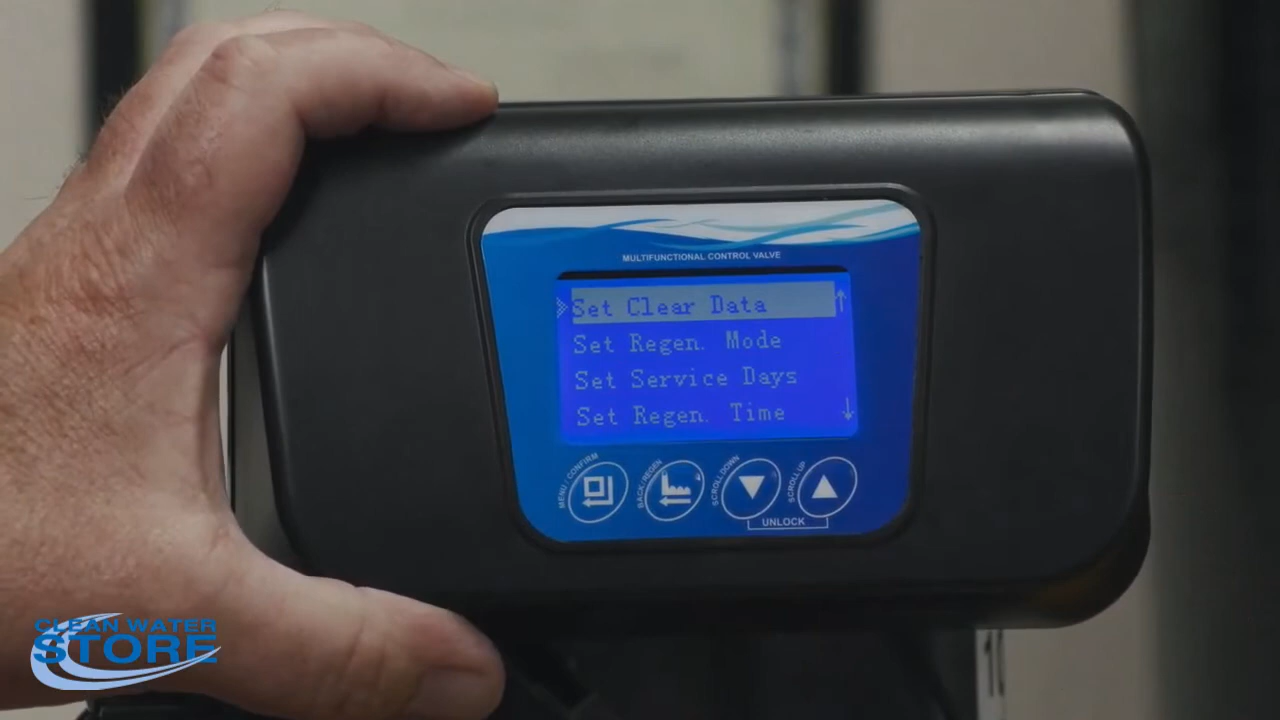 MULTIFUNCTIONAL CONTROL VALVE
Set Clear Data
Set Regen. Mode
Set Service Days
Set Regen. Time
MENU / CONFIRM
BACK/REGEN
SCROLL DOWN
SCROLL UP
UNLOCK
CLEAN WATER
STORE